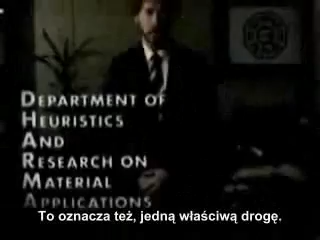 DEPARTMENT OF
HEURISTICS
AND
RESEARCH ON
MATERIAL
APPLICATIONS
To oznacza też, jedną właściwą drogę.